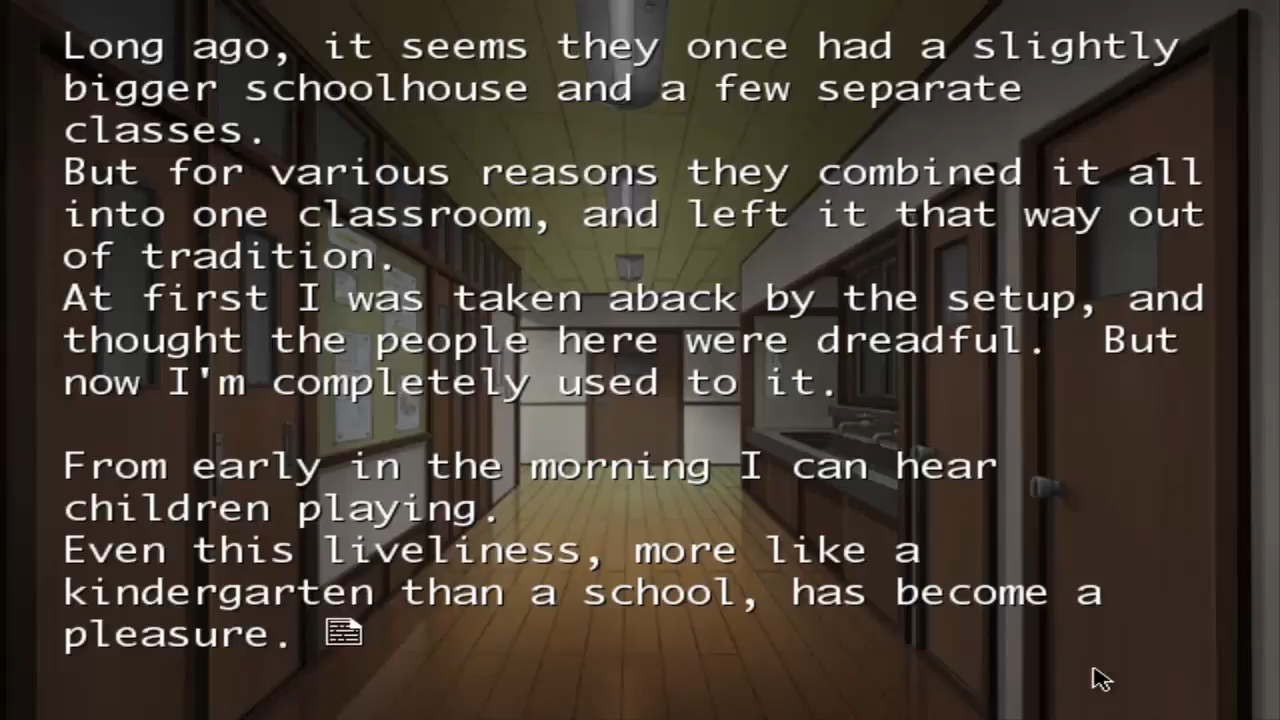 Long ago, it seems they once had a slightly
bigger schoolhouse and a few separate
classes.
But for various reasons they combined it all
into one classroom, and left it that way out
of tradition.
At first I was taken aback by the setup, and
thought the people here were dreadful.  But
now I'm completely used to it.
From early in the morning I can hear
children playing.
Even this liveliness, more like a
kindergarten than a school, has become a
pleasure.